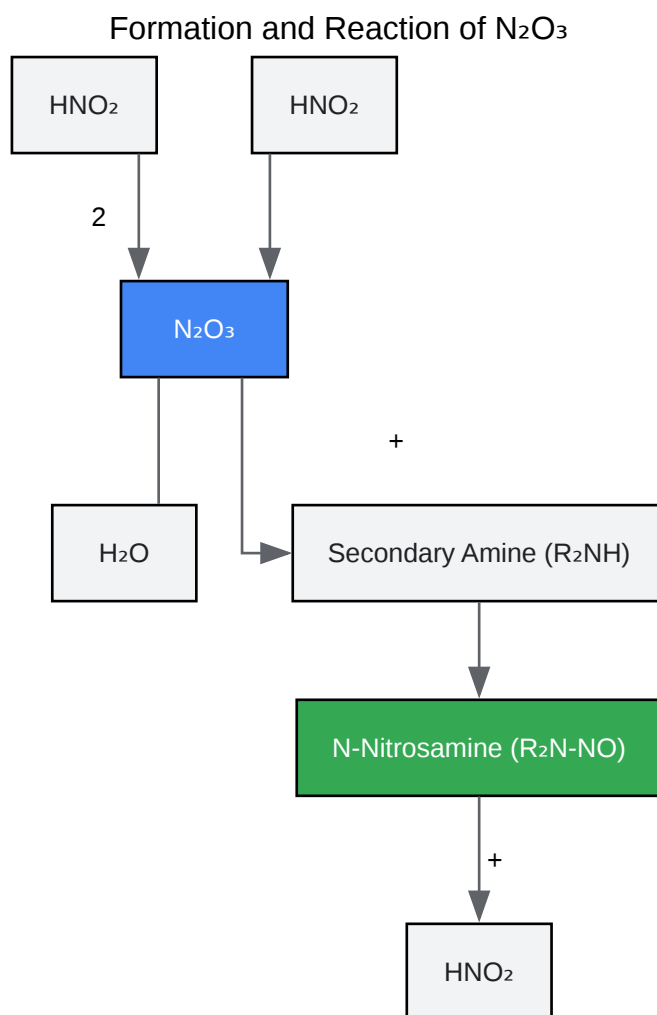 Formation and Reaction of N₂O₃
HNO₂
HNO₂
2
N₂O₃
+
H₂O
Secondary Amine (R₂NH)
N-Nitrosamine (R₂N-NO)
+
HNO₂